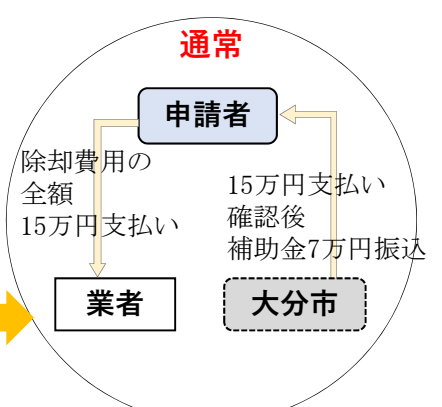 通常
申請者
除却費用の
全額
15万円支払い
15万円支払い
確認後
補助金7万円振込
業者
大分市